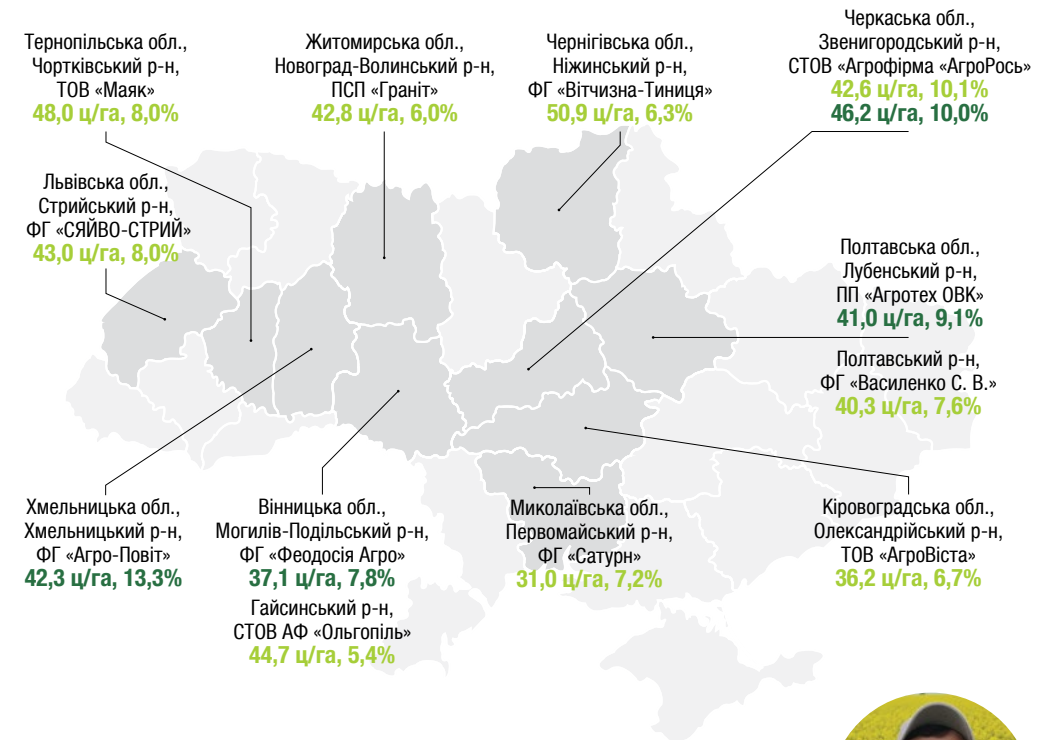 Тернопільська обл.,
Чортківський р-н,
ТОВ «Маяк»
48,0 ц/га, 8,0%
Житомирська обл.,
Новоград-Волинський р-н,
ПСП «Граніт»
42,8 ц/га, 6,0%
Чернігівська обл.,
Ніжинський р-н,
ФГ «Вітчизна-Тиниця»
50,9 ц/га, 6,3%
Черкаська обл.,
Звенигородський р-н,
СТОВ «Агрофірма «АгроРось»
42,6 ц/га, 10,1%
46,2 ц/га, 10,0%
Львівська обл.,
Стрийський р-н,
ФГ «СЯЙВО-СТРИЙ»
43,0 ц/га, 8,0%
Полтавська обл.,
Лубенський р-н,
ПП «Агротех ОВК»
41,0 ц/га, 9,1%
Полтавський р-н,
ФГ «Василенко С. В.»
40,3 ц/га, 7,6%
Хмельницька обл.,
Хмельницький р-н,
ФГ «Агро-Повіт»
42,3 ц/га, 13,3%
Вінницька обл.,
Могилів-Подільський р-н,
ФГ «Феодосія Агро»
37,1 ц/га, 7,8%
Гайсинський р-н,
СТОВ АФ «Ольгопіль»
44,7 ц/га, 5,4%
Миколаївська обл.,
Первомайський р-н,
ФГ «Сатурн»
31,0 ц/га, 7,2%
Кіровоградська обл.,
Олександрійський р-н,
ТОВ «АгроВіста»
36,2 ц/га, 6,7%